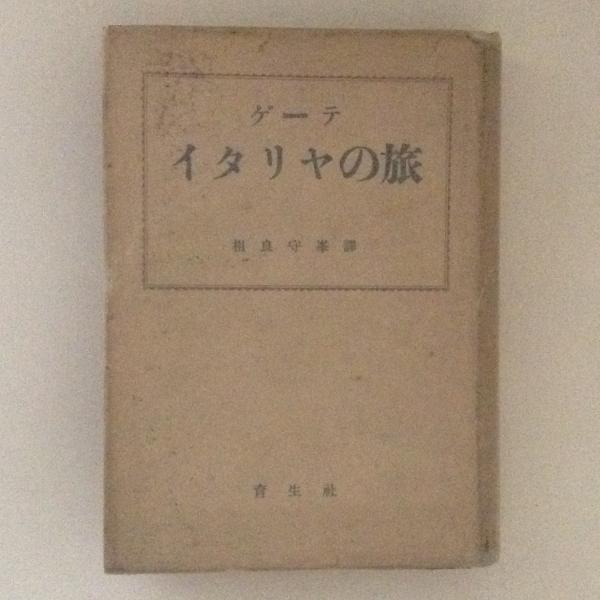 ゲーテ
イタリヤの旅
相良守峯譯
育生社